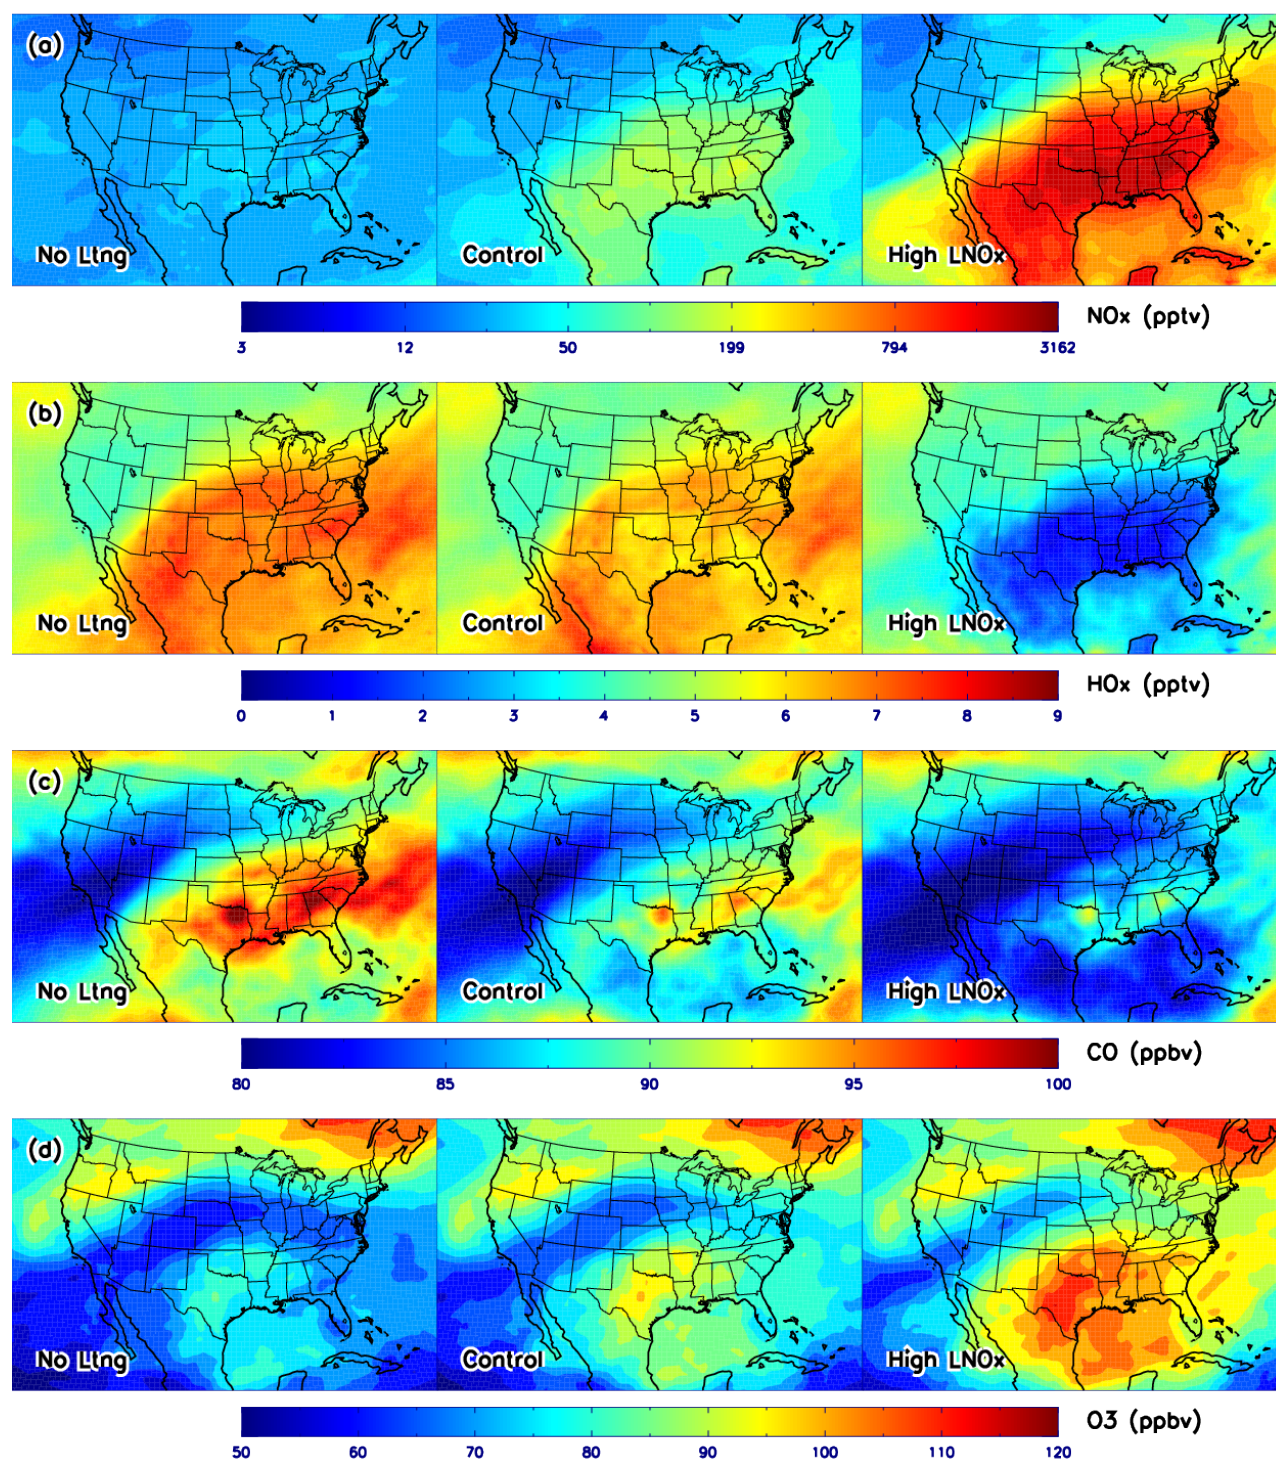 (a)
No Ltng Control High LNOx
3 12 50 199 794 3162 NOx (pptv)
(b)
No Ltng Control High LNOx
0 1 2 3 4 5 6 7 8 9 HOx (pptv)
(c)
No Ltng Control High LNOx
80 85 90 95 100 CO (ppbv)
(d)
No Ltng Control High LNOx
50 60 70 80 90 100 110 120 O3 (ppbv)